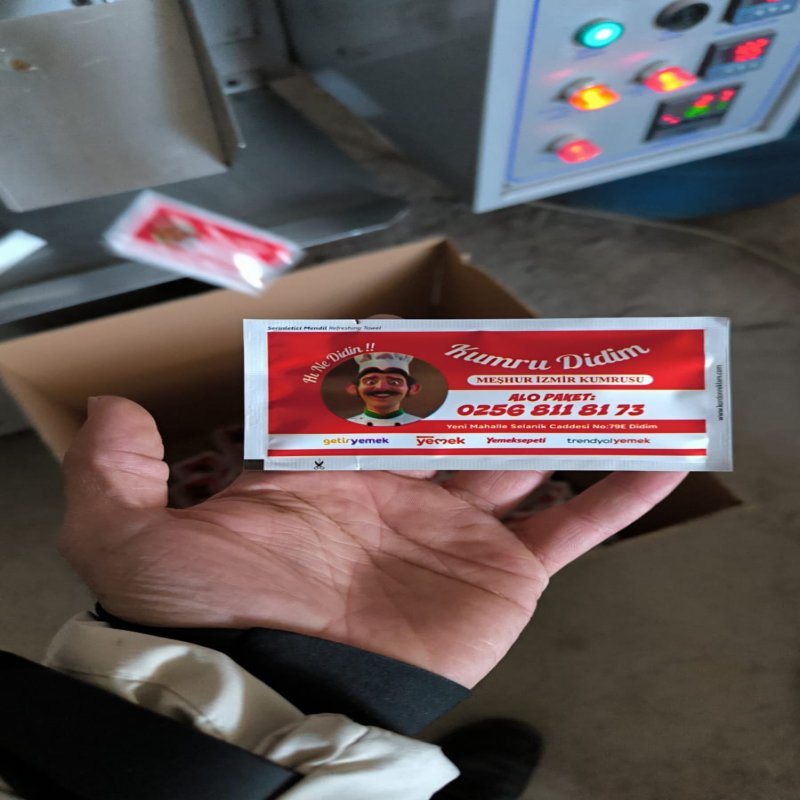 Serinletici Mendil Refreshing Towel
Hı Ne Didin !!
Kumru Didim
MEŞHUR İZMİR KUMRUSU
ALO PAKET:
0256 811 81 73
Yeni Mahalle Selanik Caddesi No:79E Didim
getiryemek
yemek
Yemeksepeti
trendyolyemek